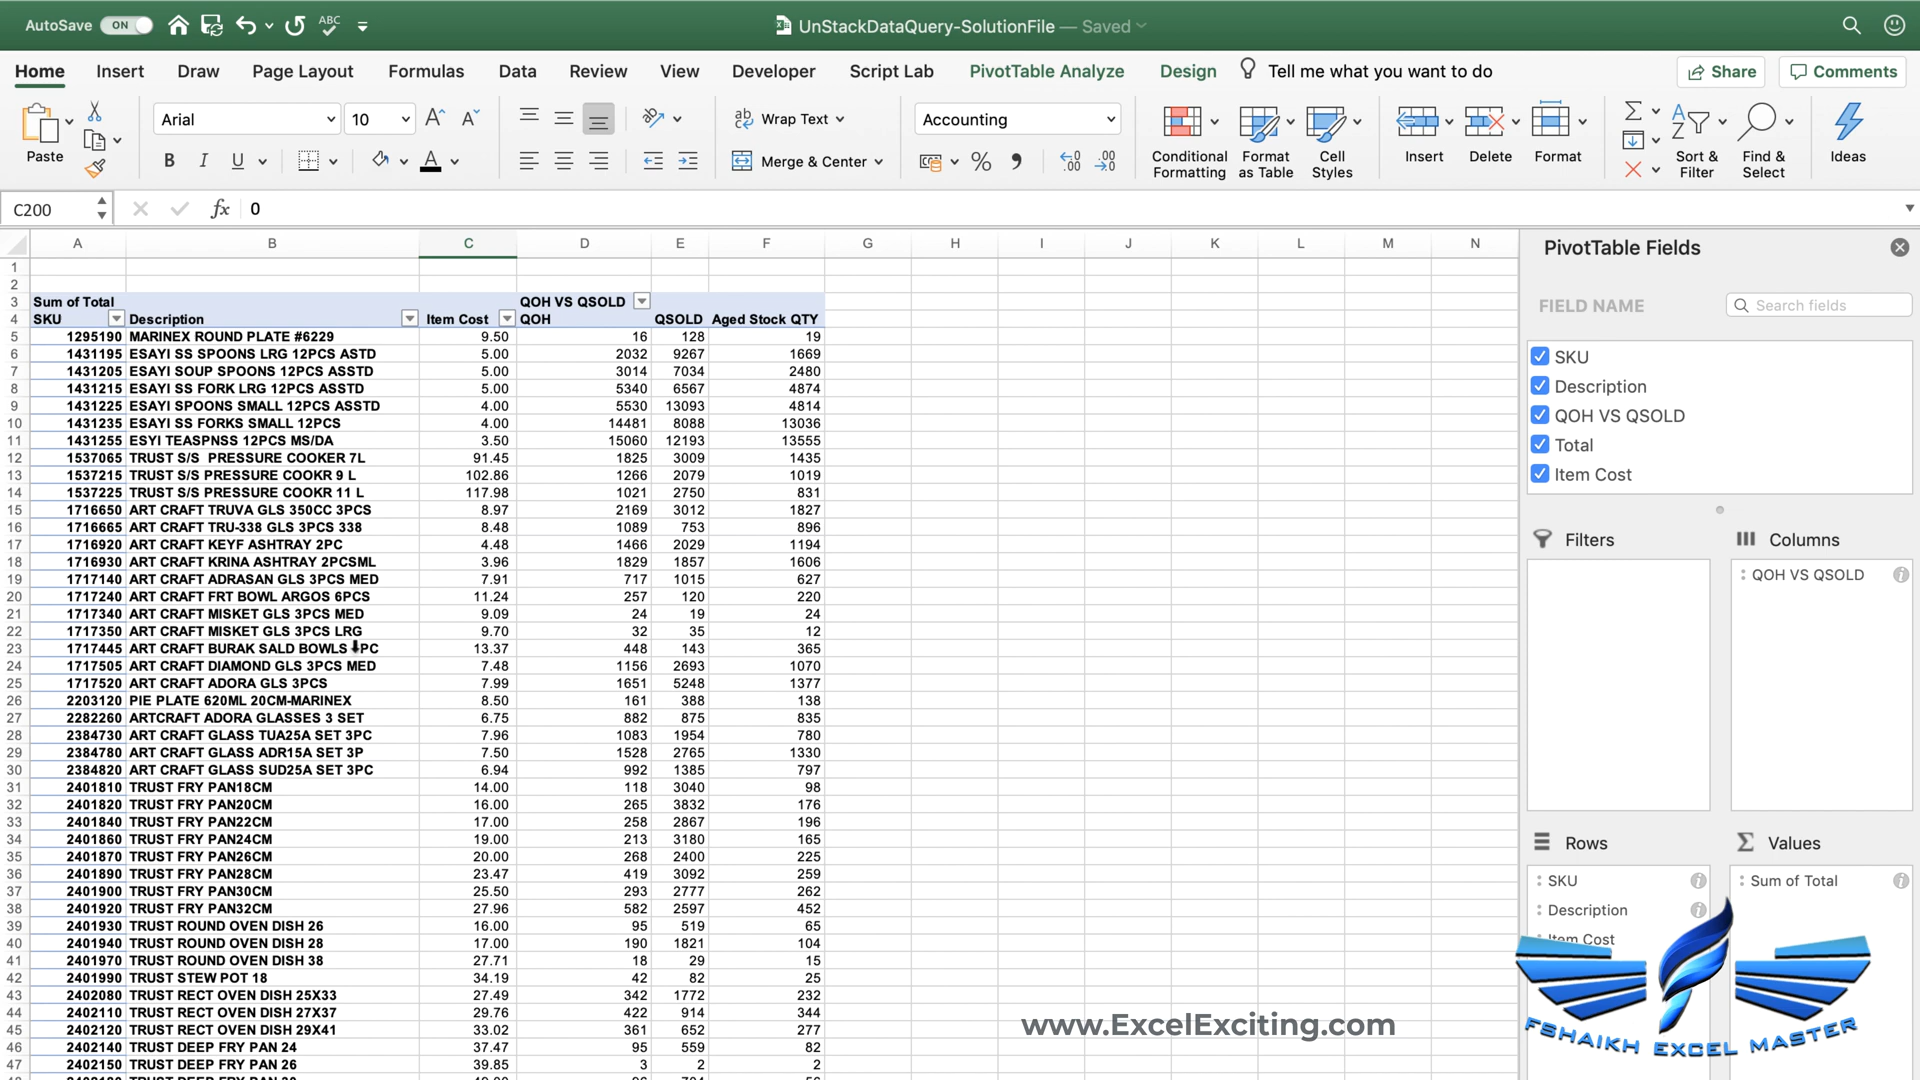 AutoSave ON ABC UnStackDataQuery-SolutionFile — Saved
Home Insert Draw Page Layout Formulas Data Review View Developer Script Lab PivotTable Analyze Design Tell me what you want to do Share Comments
Paste Arial 10 A A Wrap Text Accounting
B I U A Merge & Center % .00 .00
Conditional Formatting Format as Table Cell Styles Insert Delete Format Sort & Filter Find & Select Ideas
C200 fx 0
A B C D E F G H I J K L M N
1
2
3 Sum of Total QOH VS QSOLD
4 SKU Description Item Cost QOH QSOLD Aged Stock QTY
5 1295190 MARINEX ROUND PLATE #6229 9.50 16 128 19
6 1431195 ESAYI SS SPOONS LRG 12PCS ASTD 5.00 2032 9267 1669
7 1431205 ESAYI SOUP SPOONS 12PCS ASSTD 5.00 3014 7034 2480
8 1431215 ESAYI SS FORK LRG 12PCS ASSTD 5.00 5340 6567 4874
9 1431225 ESAYI SPOONS SMALL 12PCS ASSTD 4.00 5530 13093 4814
10 1431235 ESAYI SS FORKS SMALL 12PCS 4.00 14481 8088 13036
11 1431255 ESYI TEASPNSS 12PCS MS/DA 3.50 15060 12193 13555
12 1537065 TRUST S/S PRESSURE COOKER 7L 91.45 1825 3009 1435
13 1537215 TRUST S/S PRESSURE COOKR 9 L 102.86 1266 2079 1019
14 1537225 TRUST S/S PRESSURE COOKR 11 L 117.98 1021 2750 831
15 1716650 ART CRAFT TRUVA GLS 350CC 3PCS 8.97 2169 3012 1827
16 1716665 ART CRAFT TRU-338 GLS 3PCS 338 8.48 1089 753 896
17 1716920 ART CRAFT KEYF ASHTRAY 2PC 4.48 1466 2029 1194
18 1716930 ART CRAFT KRINA ASHTRAY 2PCSML 3.96 1829 1857 1606
19 1717140 ART CRAFT ADRASAN GLS 3PCS MED 7.91 717 1015 627
20 1717240 ART CRAFT FRT BOWL ARGOS 6PCS 11.24 257 120 220
21 1717340 ART CRAFT MISKET GLS 3PCS MED 9.09 24 19 24
22 1717350 ART CRAFT MISKET GLS 3PCS LRG 9.70 32 35 12
23 1717445 ART CRAFT BURAK SALD BOWLS PC 13.37 448 143 365
24 1717505 ART CRAFT DIAMOND GLS 3PCS MED 7.48 1156 2693 1070
25 1717520 ART CRAFT ADORA GLS 3PCS 7.99 1651 5248 1377
26 2203120 PIE PLATE 620ML 20CM-MARINEX 8.50 161 388 138
27 2282260 ARTCRAFT ADORA GLASSES 3 SET 6.75 882 875 835
28 2384730 ART CRAFT GLASS TUA25A SET 3PC 7.96 1083 1954 780
29 2384780 ART CRAFT GLASS ADR15A SET 3P 7.50 1528 2765 1330
30 2384820 ART CRAFT GLASS SUD25A SET 3PC 6.94 992 1385 797
31 2401810 TRUST FRY PAN18CM 14.00 118 3040 98
32 2401820 TRUST FRY PAN20CM 16.00 265 3832 176
33 2401840 TRUST FRY PAN22CM 17.00 258 2867 196
34 2401860 TRUST FRY PAN24CM 19.00 213 3180 165
35 2401870 TRUST FRY PAN26CM 20.00 268 2400 225
36 2401890 TRUST FRY PAN28CM 23.47 419 3092 259
37 2401900 TRUST FRY PAN30CM 25.50 293 2777 262
38 2401920 TRUST FRY PAN32CM 27.96 582 2597 452
39 2401930 TRUST ROUND OVEN DISH 26 16.00 95 519 65
40 2401940 TRUST ROUND OVEN DISH 28 17.00 190 1821 104
41 2401970 TRUST ROUND OVEN DISH 38 27.71 18 29 15
42 2401990 TRUST STEW POT 18 34.19 42 82 25
43 2402080 TRUST RECT OVEN DISH 25X33 27.49 342 1772 232
44 2402110 TRUST RECT OVEN DISH 27X37 29.76 422 914 344
45 2402120 TRUST RECT OVEN DISH 29X41 33.02 361 652 277
46 2402140 TRUST DEEP FRY PAN 24 37.47 95 559 82
47 2402150 TRUST DEEP FRY PAN 26 39.85 3 2 2
PivotTable Fields
FIELD NAME Search fields
SKU
Description
QOH VS QSOLD
Total
Item Cost
Filters Columns
QOH VS QSOLD
Rows Values
SKU Sum of Total
Description
Item Cost
www.ExcelExciting.com
FSHAIKH EXCEL MASTER